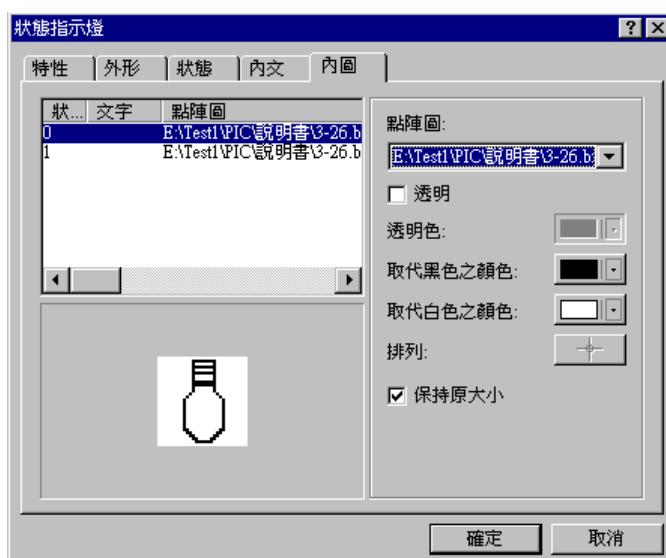 狀態指示燈
特性 外形 狀態 內文 內圖
狀... 文字 點陣圖
0 E:\Test1\PIC\說明書\3-26.b
1 E:\Test1\PIC\說明書\3-26.b
點陣圖:
E:\Test1\PIC\說明書\3-26.b
透明
透明色:
取代黑色之顏色:
取代白色之顏色:
排列:
保持原大小
確定 取消